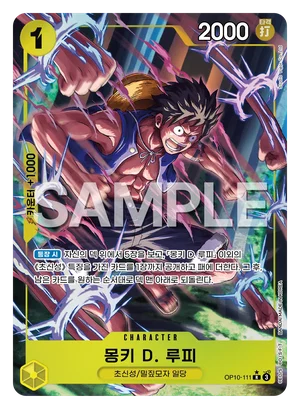 1
2000
타격
打
카운터 +1000
SAMPLE
등장 시 자신의 덱 위에서 5장을 보고, 「몽키 D. 루피」 이외의
《초신성》 특징을 가진 카드를 1장까지 공개하고 패에 더한다. 그 후,
남은 카드를 원하는 순서대로 덱 맨 아래로 되돌린다.
CHARACTER
몽키 D. 루피
초신성/밀짚모자 일당
OP10-111 R
3